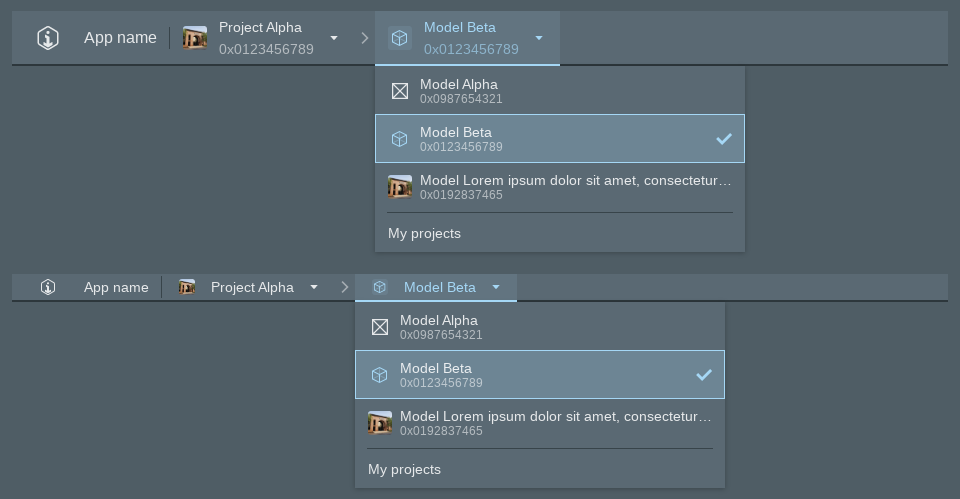 App name
Project Alpha
0x0123456789
Model Beta
0x0123456789
Model Alpha
0x0987654321
Model Beta
0x0123456789
Model Lorem ipsum dolor sit amet, consectetur…
0x0192837465
My projects
App name
Project Alpha
Model Beta
Model Alpha
0x0987654321
Model Beta
0x0123456789
Model Lorem ipsum dolor sit amet, consectetur…
0x0192837465
My projects